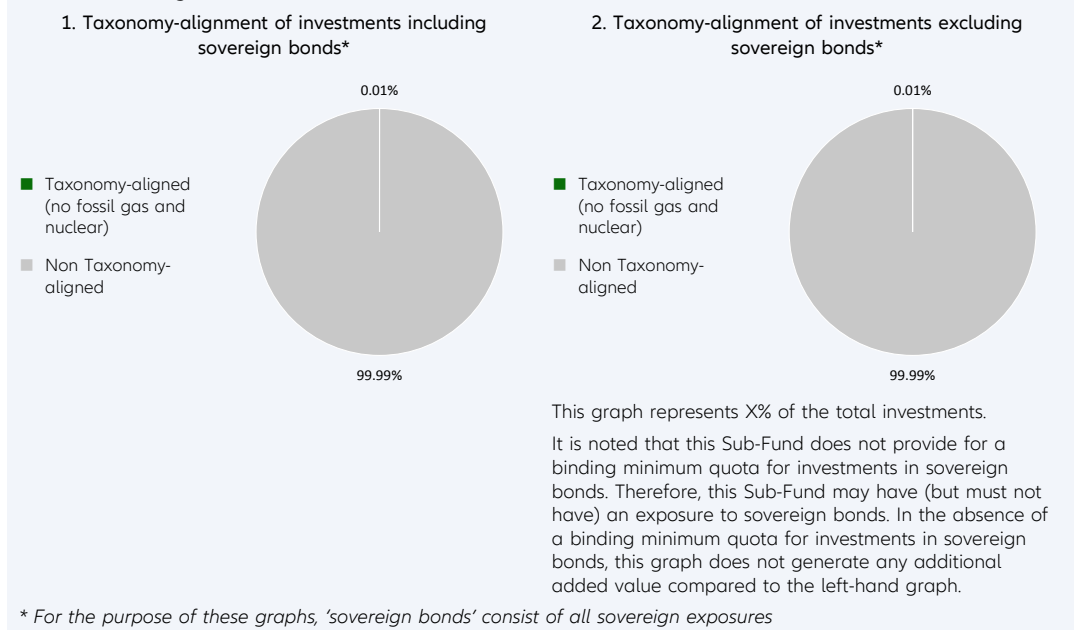 1. Taxonomy-alignment of investments including
sovereign bonds*
0.01%
Taxonomy-aligned
(no fossil gas and
nuclear)
Non Taxonomy-
aligned
99.99%
2. Taxonomy-alignment of investments excluding
sovereign bonds*
0.01%
Taxonomy-aligned
(no fossil gas and
nuclear)
Non Taxonomy-
aligned
99.99%
This graph represents X% of the total investments.
It is noted that this Sub-Fund does not provide for a
binding minimum quota for investments in sovereign
bonds. Therefore, this Sub-Fund may have (but must not
have) an exposure to sovereign bonds. In the absence of
a binding minimum quota for investments in sovereign
bonds, this graph does not generate any additional
added value compared to the left-hand graph.
* For the purpose of these graphs, ‘sovereign bonds’ consist of all sovereign exposures